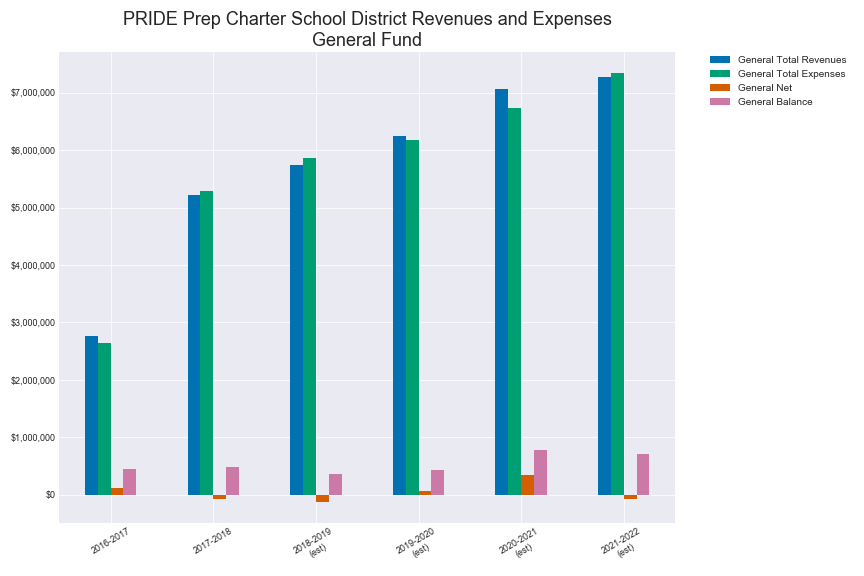 PRIDE Prep Charter School District Revenues and Expenses
General Fund
General Total Revenues
General Total Expenses
General Net
General Balance
$7,000,000
$6,000,000
$5,000,000
$4,000,000
$3,000,000
$2,000,000
$1,000,000
$0
2016-2017
2017-2018
2018-2019
(est)
2019-2020
(est)
2020-2021
(est)
2021-2022
(est)